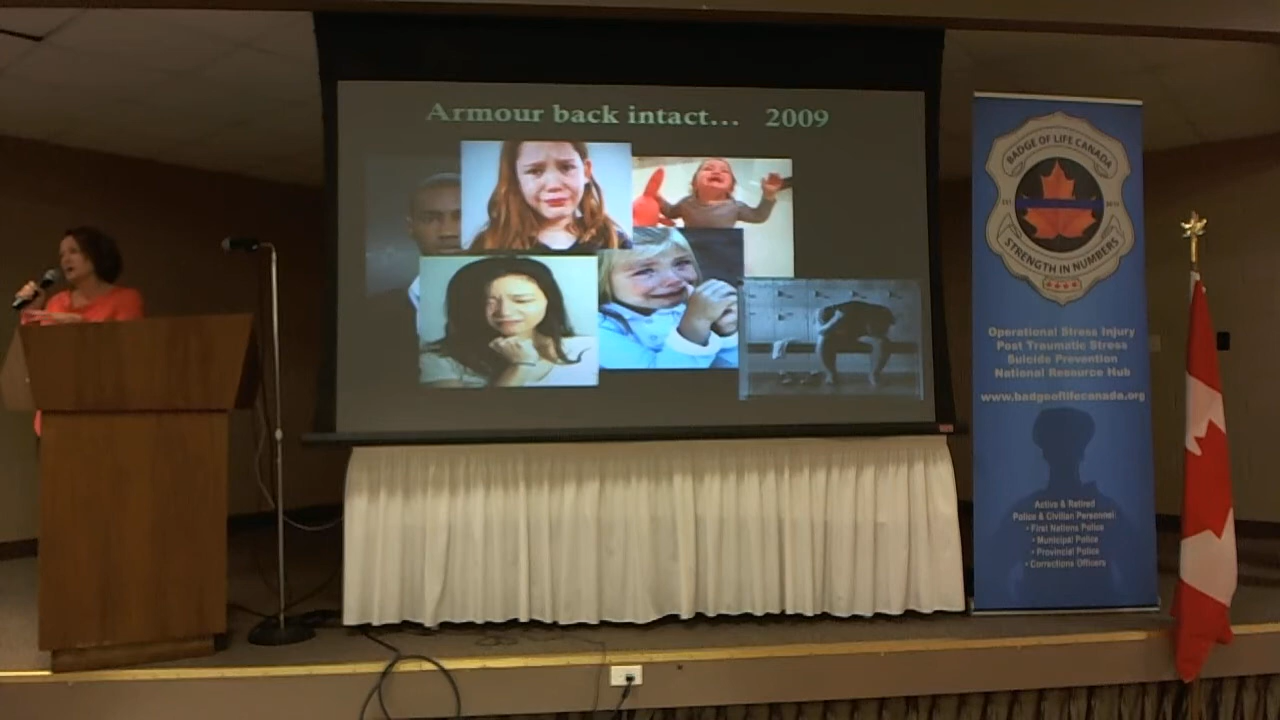 Armour back intact... 2009
BADGE OF LIFE CANADA
STRENGTH IN NUMBERS
Operational Stress Injury
Post Traumatic Stress
Suicide Prevention
National Resource Hub
www.badgeoflifecanada.org
Active & Retired
Police & Civilian Personnel:
• First Nations Police
• Municipal Police
• Provincial Police
• Corrections Officers